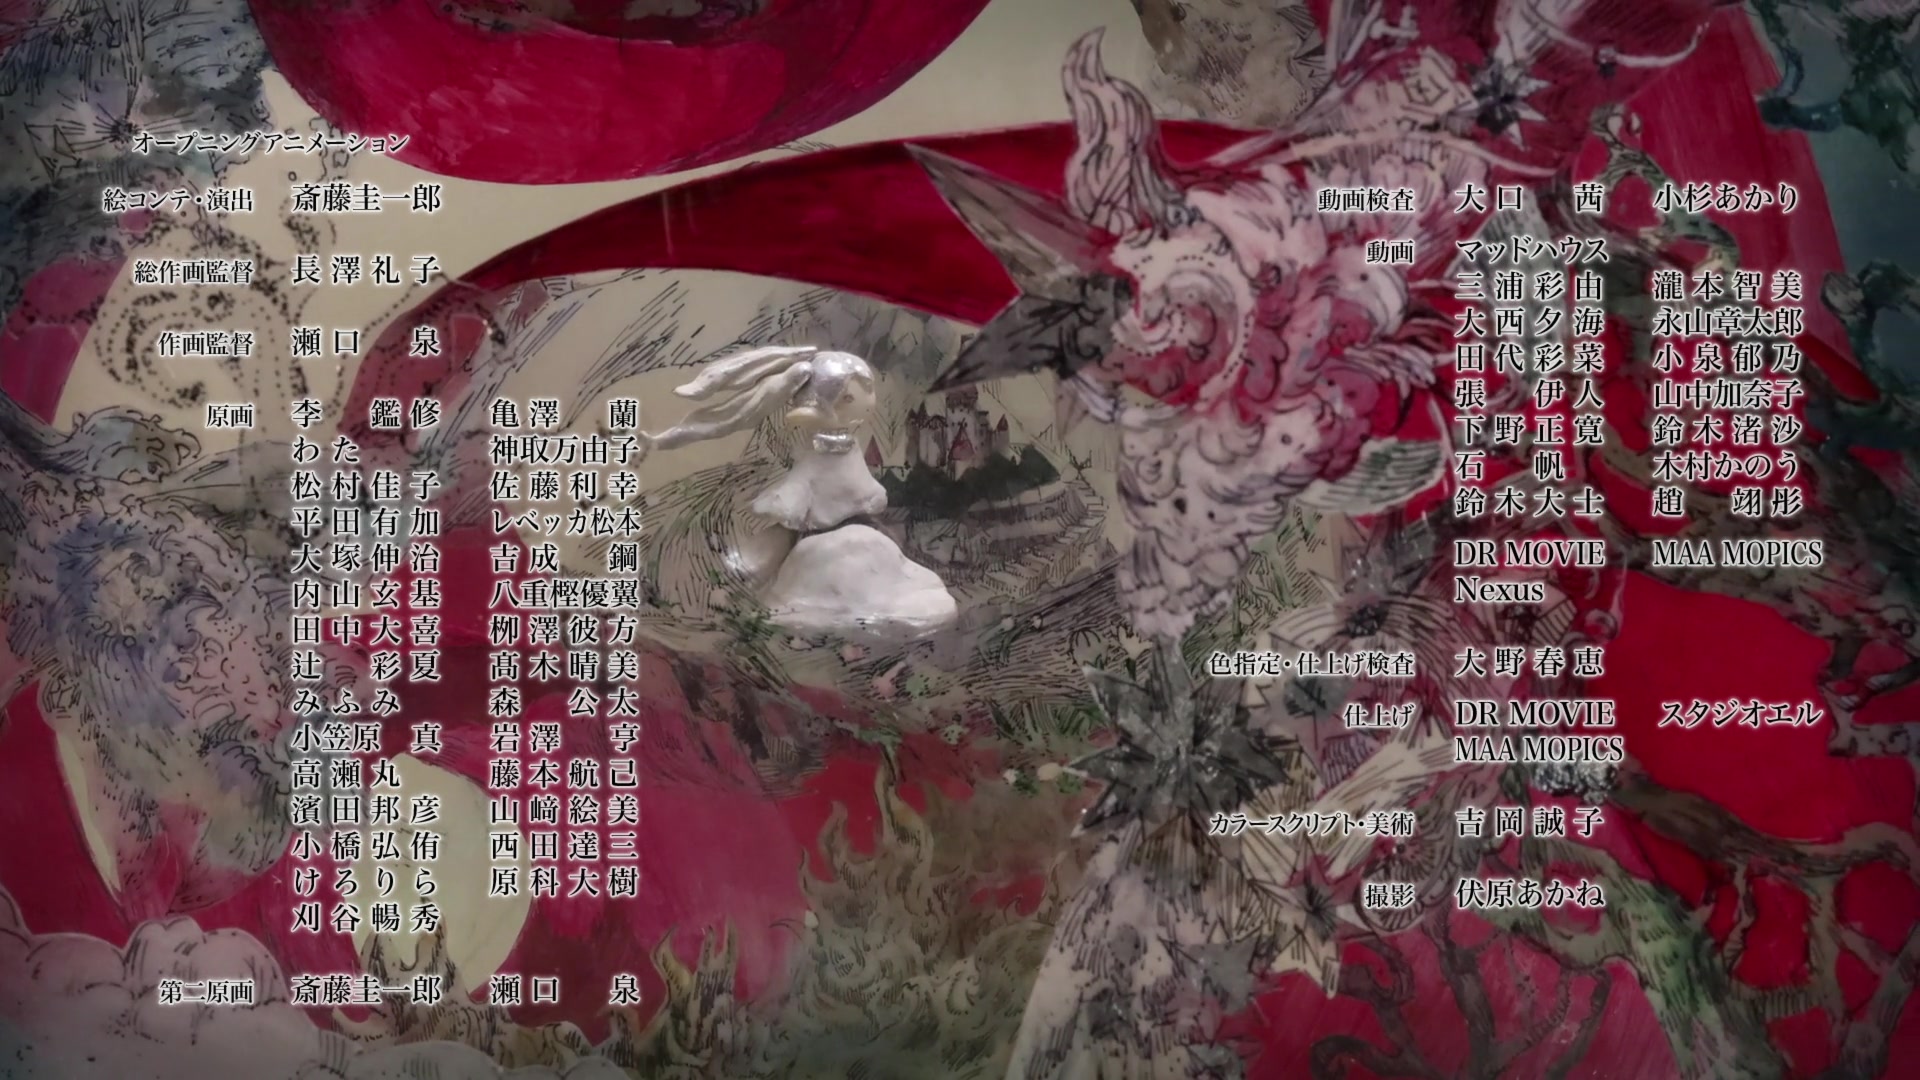 オープニングアニメーション
絵コンテ・演出 斎藤圭一郎
総作画監督 長澤礼子
作画監督 瀬口泉
原画 李鑑修 亀澤蘭
わた 神取万由子
松村佳子 佐藤利幸
平田有加 レベッカ松本
大塚伸治 吉成鋼
内山玄基 八重樫優翼
田中大喜 柳澤彼方
辻彩夏 髙木晴美
みふみ 森公太
小笠原真 岩澤亨
高瀬丸 藤本航己
濱田邦彦 山﨑絵美
小橋弘侑 西田達三
けろりら 原科大樹
刈谷暢秀
第二原画 斎藤圭一郎 瀬口泉
動画検査 大口茜 小杉あかり
動画 マッドハウス
三浦彩由 瀧本智美
大西夕海 永山章太郎
田代彩菜 小泉郁乃
張伊人 山中加奈子
下野正寛 鈴木渚沙
石帆 木村かのう
鈴木大士 趙翊彤
DR MOVIE MAA MOPICS
Nexus
色指定・仕上げ検査 大野春恵
仕上げ DR MOVIE スタジオエル
MAA MOPICS
カラースクリプト・美術 吉岡誠子
撮影 伏原あかね